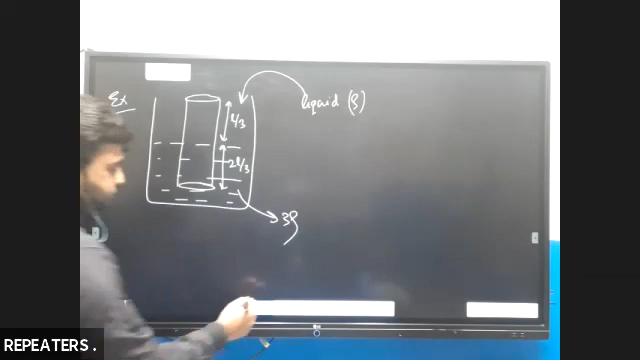 Ex
liquid (ρ)
l/3
2l/3
3ρ
REPEATERS .